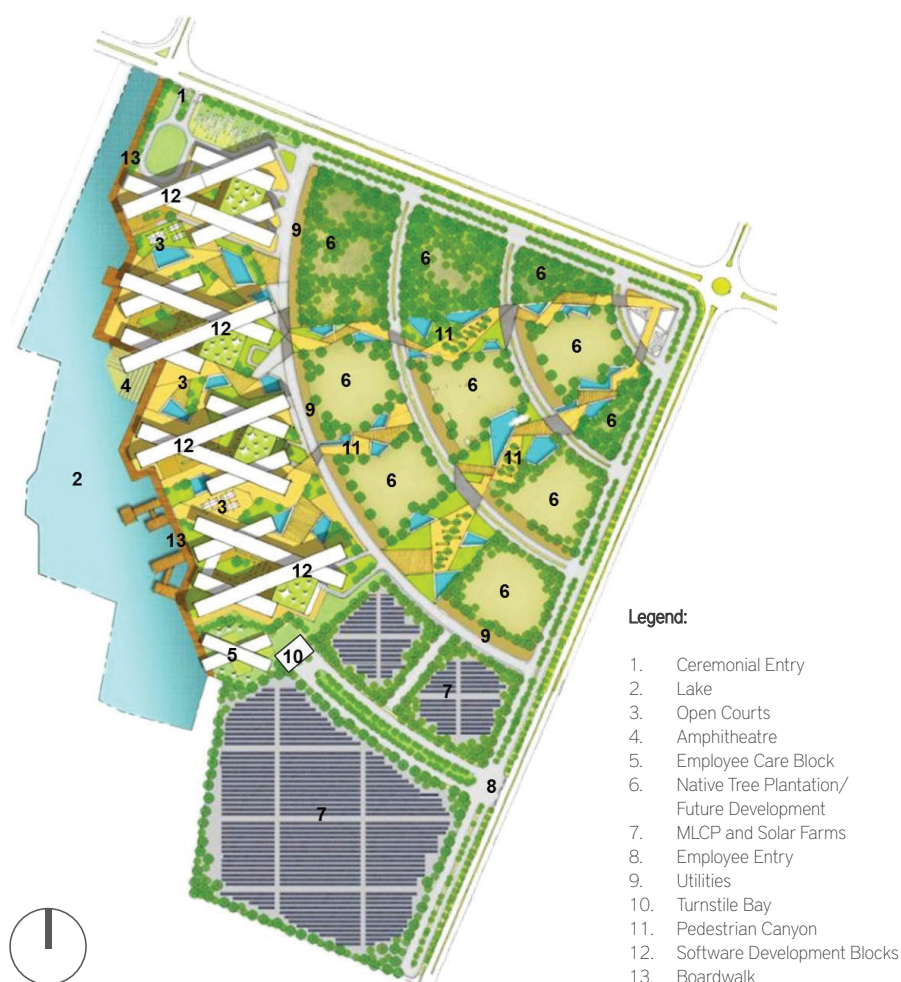 1
13
12
9
3
6
6
6
12
11
6
4
3
6
6
9
6
12
11
11
2
6
6
3
13
12
6
9
5
10
7
8
7
Legend:
1. Ceremonial Entry
2. Lake
3. Open Courts
4. Amphitheatre
5. Employee Care Block
6. Native Tree Plantation/
Future Development
7. MLCP and Solar Farms
8. Employee Entry
9. Utilities
10. Turnstile Bay
11. Pedestrian Canyon
12. Software Development Blocks
13. Boardwalk